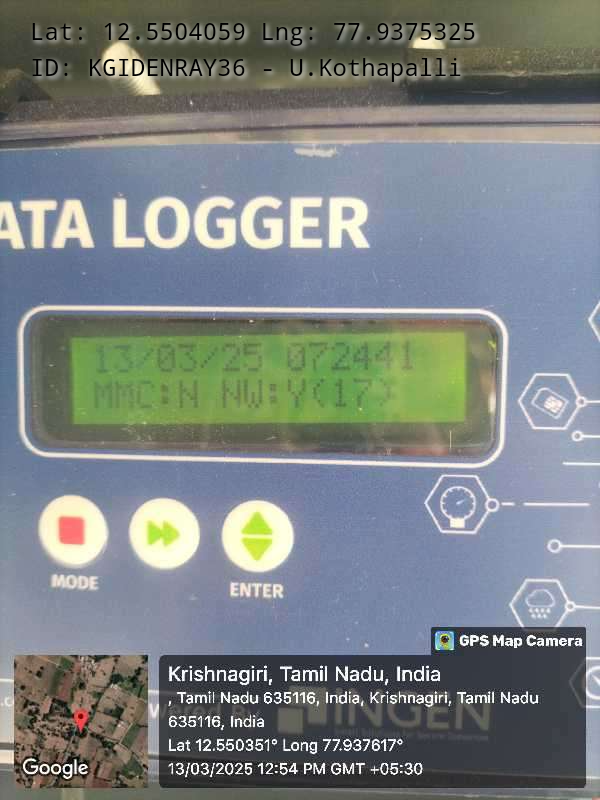 Lat: 12.5504059 Lng: 77.9375325
ID: KGIDENRAY36 - U.Kothapalli
ATA LOGGER
13/03/25 072441
MMC:N NW:Y(17)
MODE
ENTER
GPS Map Camera
Krishnagiri, Tamil Nadu, India
, Tamil Nadu 635116, India, Krishnagiri, Tamil Nadu
635116, India
INGEN
Lat 12.550351° Long 77.937617°
13/03/2025 12:54 PM GMT +05:30
Google